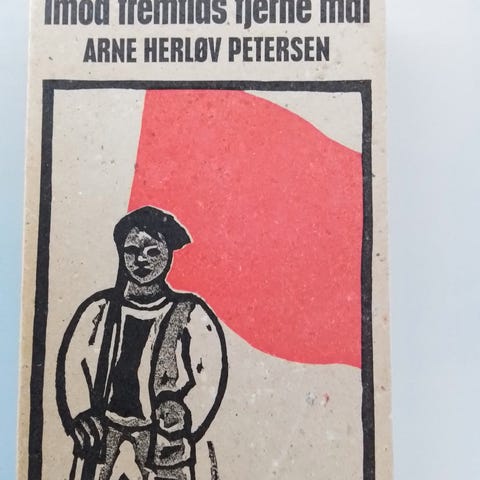 Imod fremtids fjerne mål
ARNE HERLØV PETERSEN